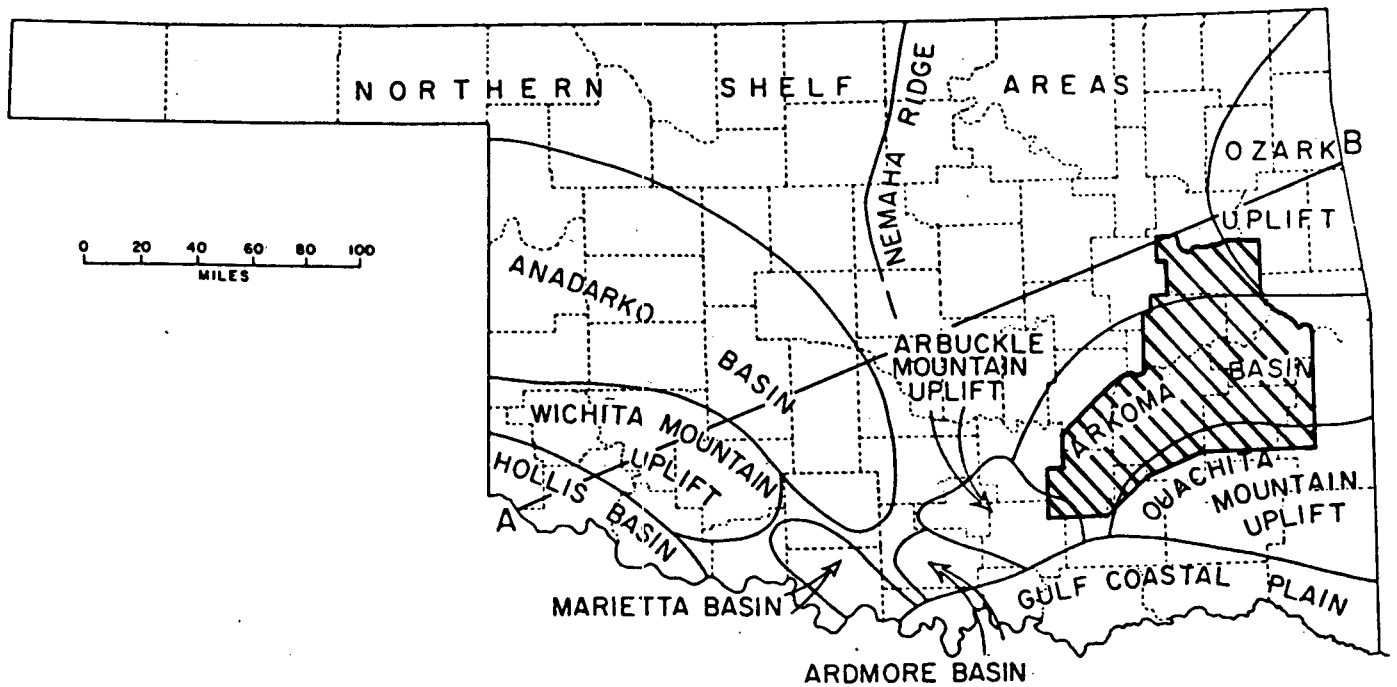 NORTHERN SHELF AREAS
NEMAHA RIDGE
OZARK
UPLIFT
B
0 20 40 60 80 100
MILES
ANADARKO
BASIN
ARBUCKLE
MOUNTAIN
UPLIFT
ARKOMA
BASIN
WICHITA MOUNTAIN
UPLIFT
HOLLIS BASIN
A
OUACHITA
MOUNTAIN
UPLIFT
MARIETTA BASIN
GULF COASTAL PLAIN
ARDMORE BASIN